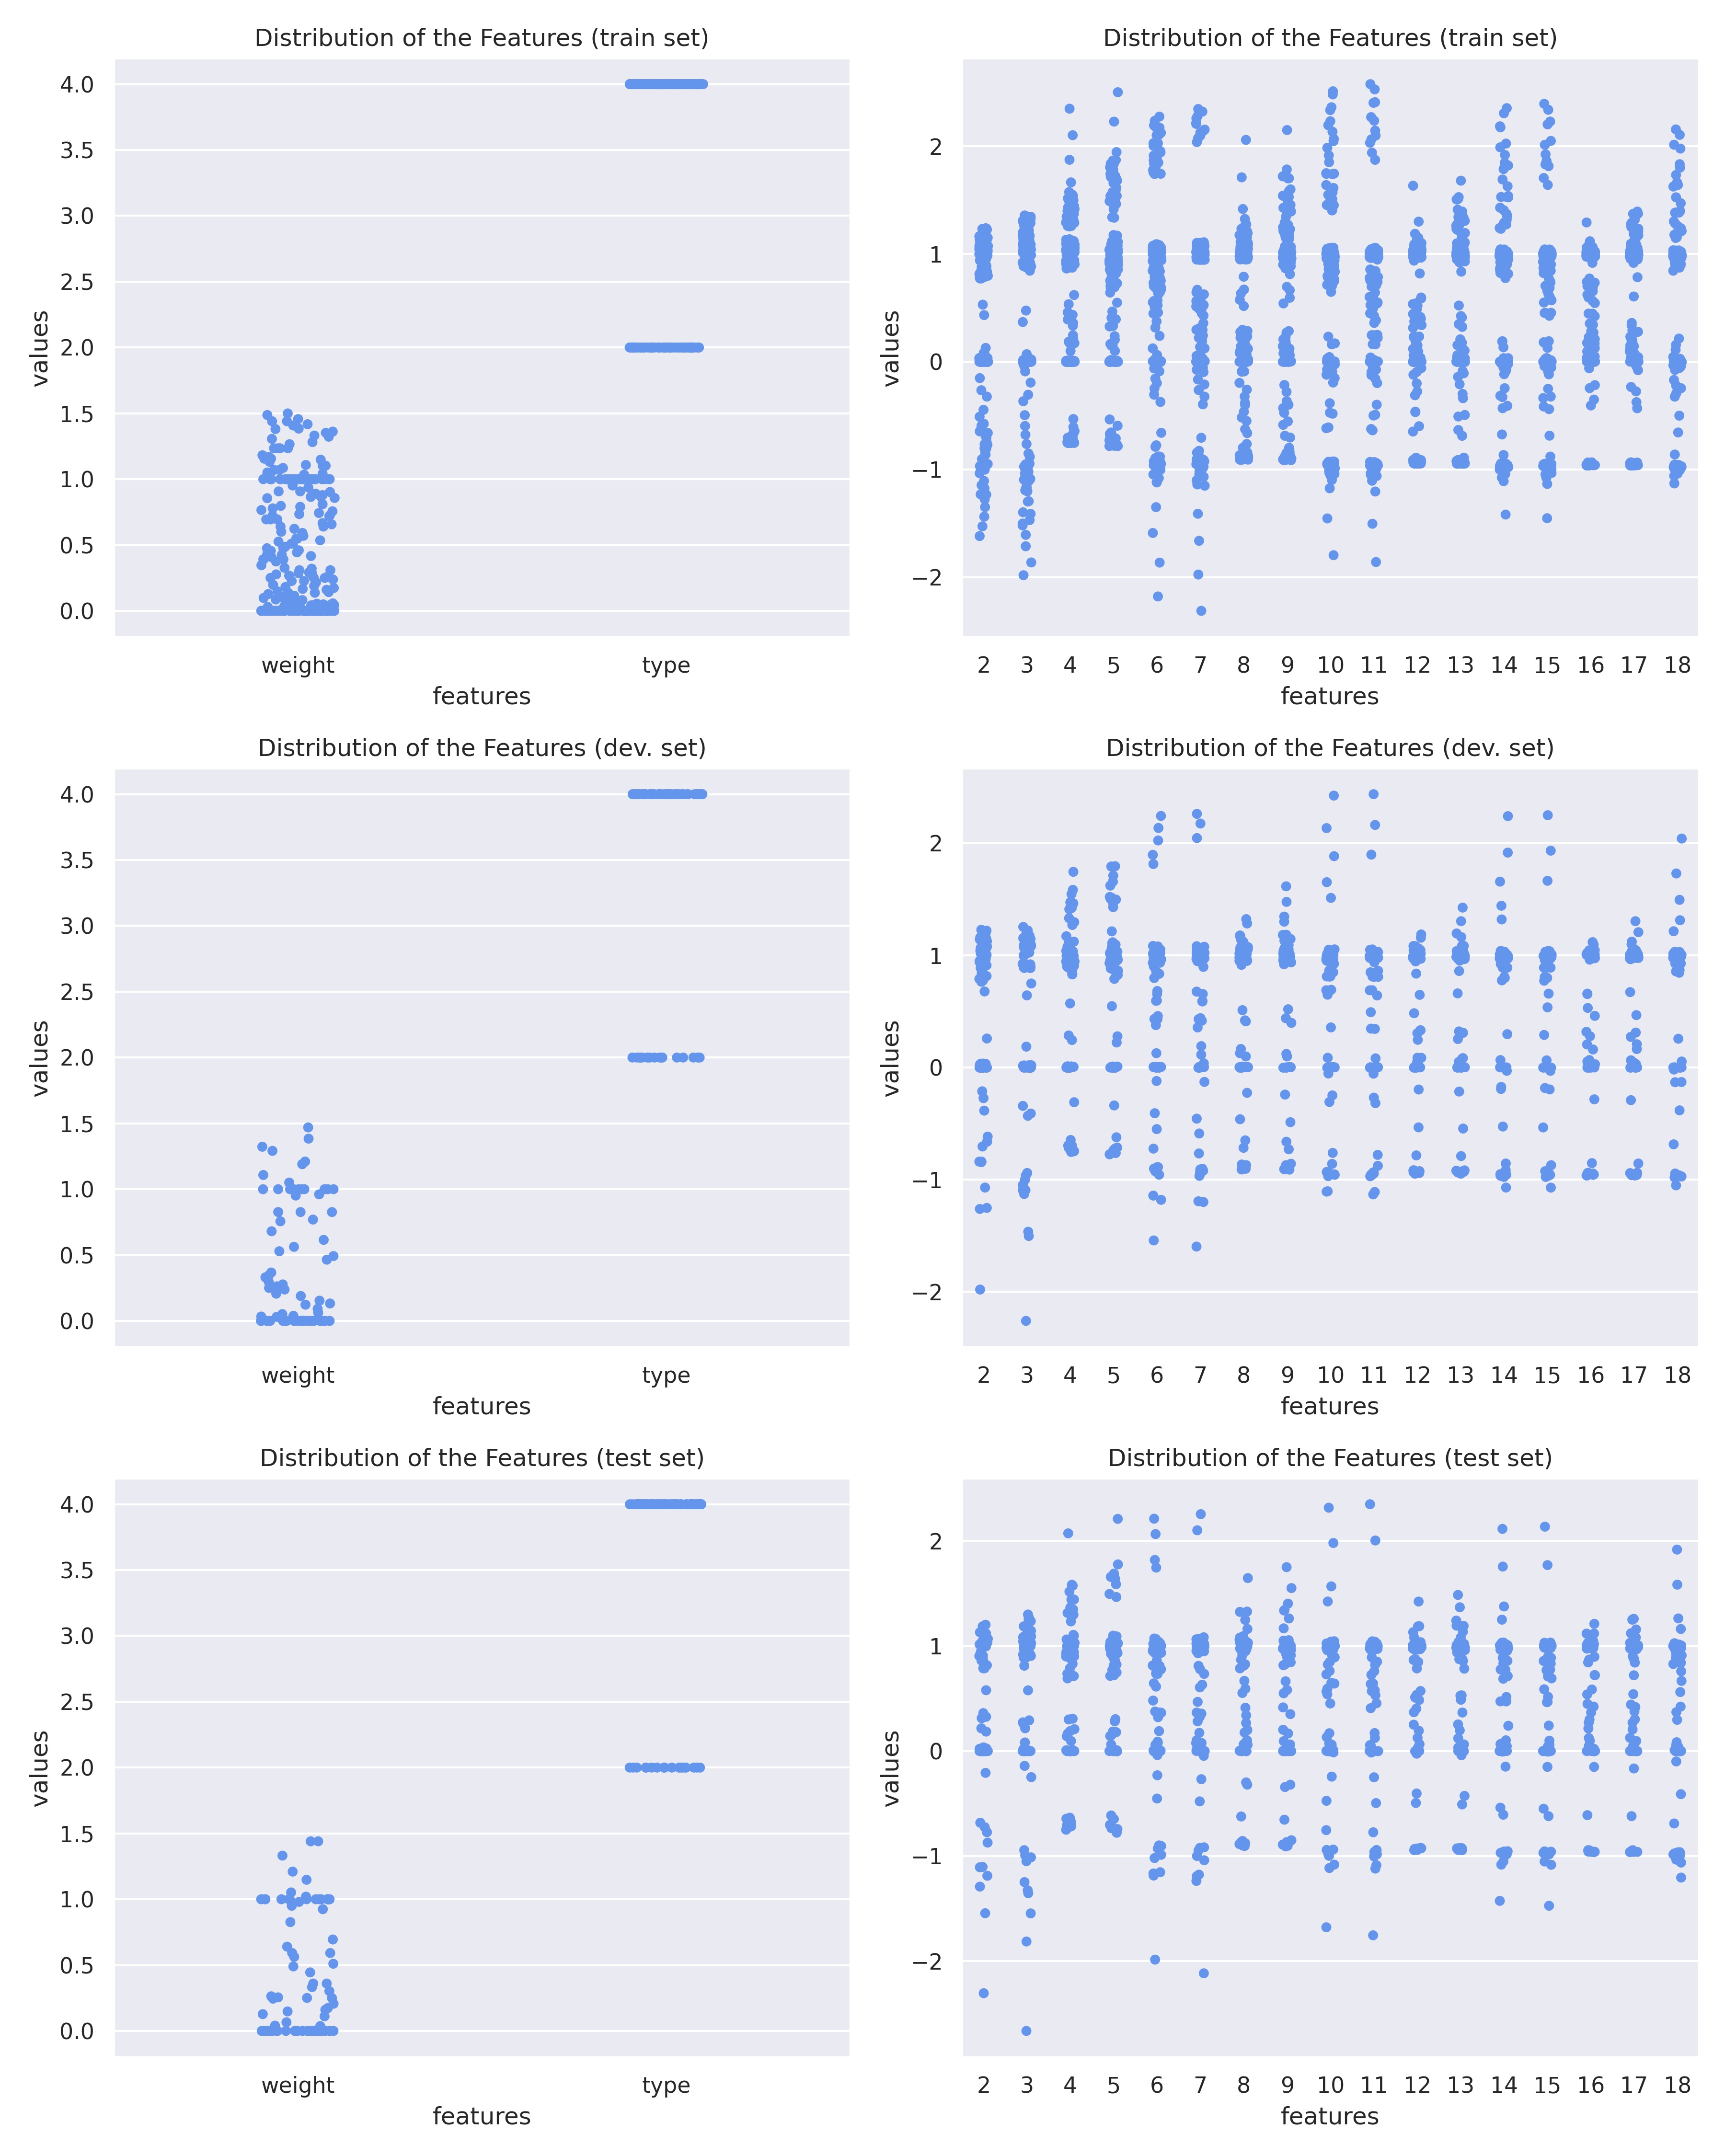 Distribution of the Features (train set)
4.0
3.5
3.0
2.5
2.0
1.5
1.0
0.5
0.0
values
weight type
features
Distribution of the Features (train set)
2
1
0
−1
−2
values
2 3 4 5 6 7 8 9 10 11 12 13 14 15 16 17 18
features
Distribution of the Features (dev. set)
4.0
3.5
3.0
2.5
2.0
1.5
1.0
0.5
0.0
values
weight type
features
Distribution of the Features (dev. set)
2
1
0
−1
−2
values
2 3 4 5 6 7 8 9 10 11 12 13 14 15 16 17 18
features
Distribution of the Features (test set)
4.0
3.5
3.0
2.5
2.0
1.5
1.0
0.5
0.0
values
weight type
features
Distribution of the Features (test set)
2
1
0
−1
−2
values
2 3 4 5 6 7 8 9 10 11 12 13 14 15 16 17 18
features